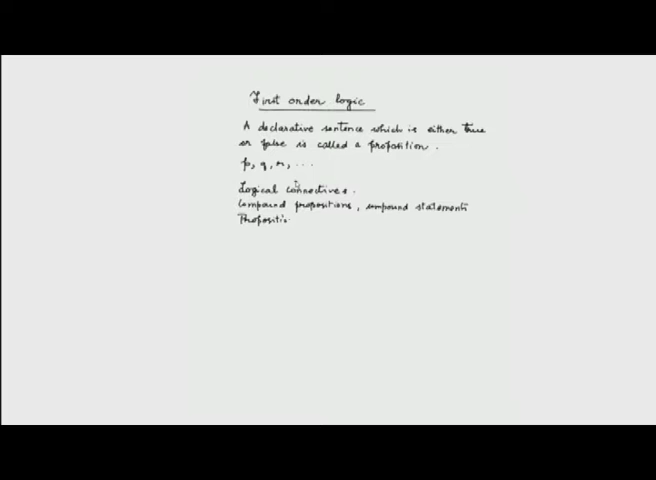 First order logic
A declarative sentence which is either true
or false is called a proposition.
p, q, r, ...
Logical connectives.
Compound propositions, compound statements
Propositi